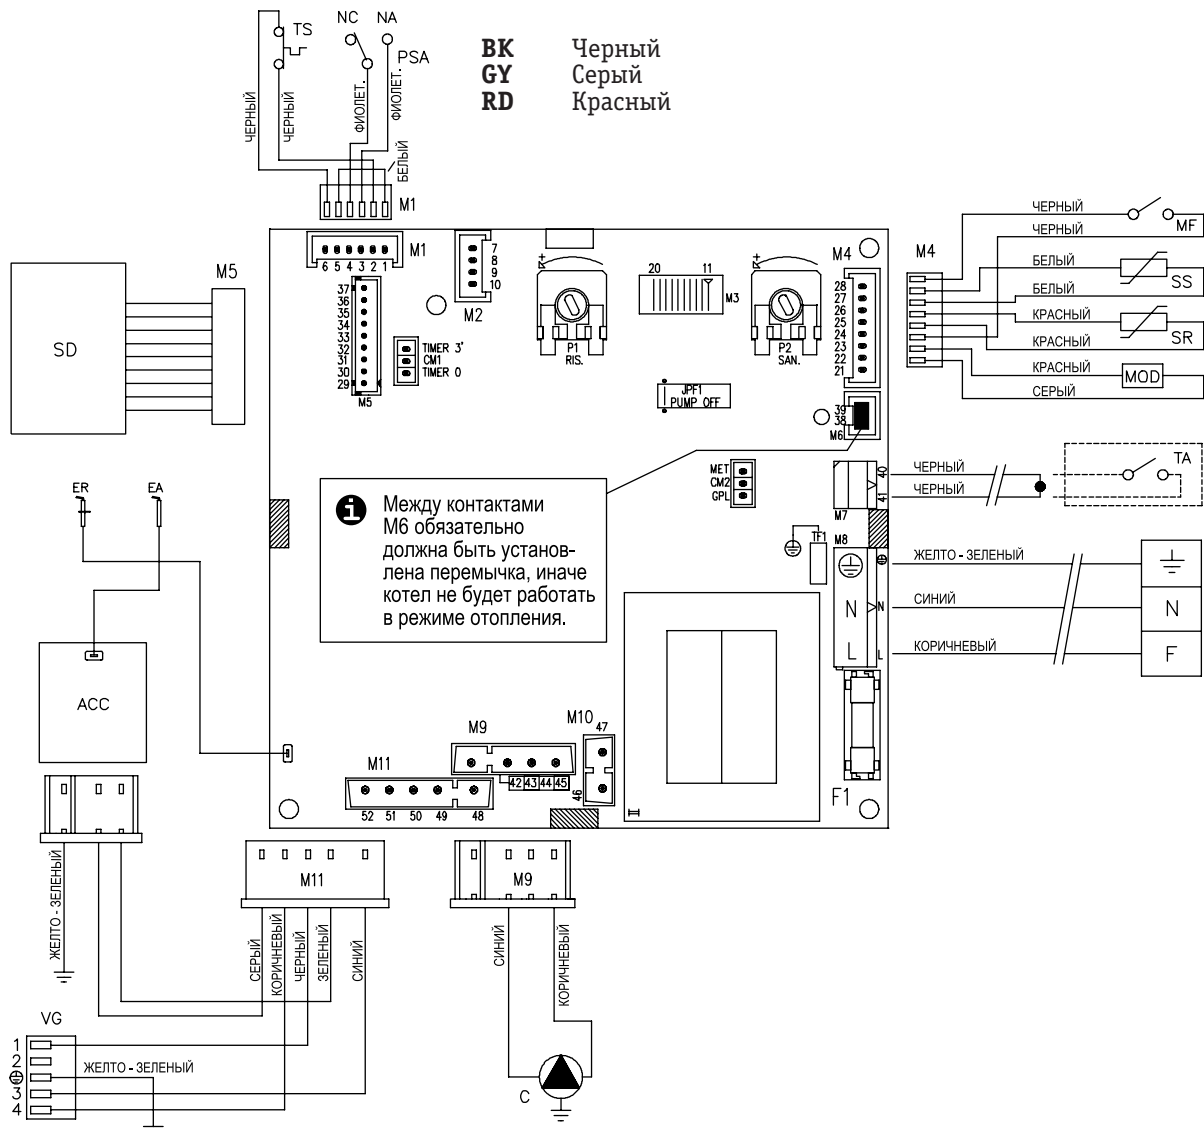 TS
NC NA
PSA
BK Черный
GY Серый
RD Красный
ЧЕРНЫЙ
ЧЕРНЫЙ
ФИОЛЕТ.
ФИОЛЕТ.
БЕЛЫЙ
M1
M1
6 5 4 3 2 1
7
8
9
10
M2
SD
M5
37
36
35
34
33
32
31
30
29
M5
TIMER 3'
CM1
TIMER 0
P1
RIS.
20 11
M3
P2
SAN.
JPF1
PUMP OFF
M4
28
27
26
25
24
23
22
21
M4
ЧЕРНЫЙ
MF
ЧЕРНЫЙ
БЕЛЫЙ
SS
БЕЛЫЙ
КРАСНЫЙ
SR
КРАСНЫЙ
КРАСНЫЙ
MOD
СЕРЫЙ
39
38
M6
MET
CM2
GPL
40
41
M7
ЧЕРНЫЙ
ЧЕРНЫЙ
TA
Между контактами
M6 обязательно
должна быть установ-
лена перемычка, иначе
котел не будет работать
в режиме отопления.
TF1
M8
N
L
N
L
ЖЕЛТО - ЗЕЛЕНЫЙ
СИНИЙ
КОРИЧНЕВЫЙ
N
F
F1
ER EA
ACC
M9
42 43 44 45
M10
47
46
M11
52 51 50 49 48
ЖЕЛТО - ЗЕЛЕНЫЙ
M11
СЕРЫЙ
КОРИЧНЕВЫЙ
ЧЕРНЫЙ
ЗЕЛЕНЫЙ
СИНИЙ
M9
СИНИЙ
КОРИЧНЕВЫЙ
C
VG
1
2
3
4
ЖЕЛТО - ЗЕЛЕНЫЙ